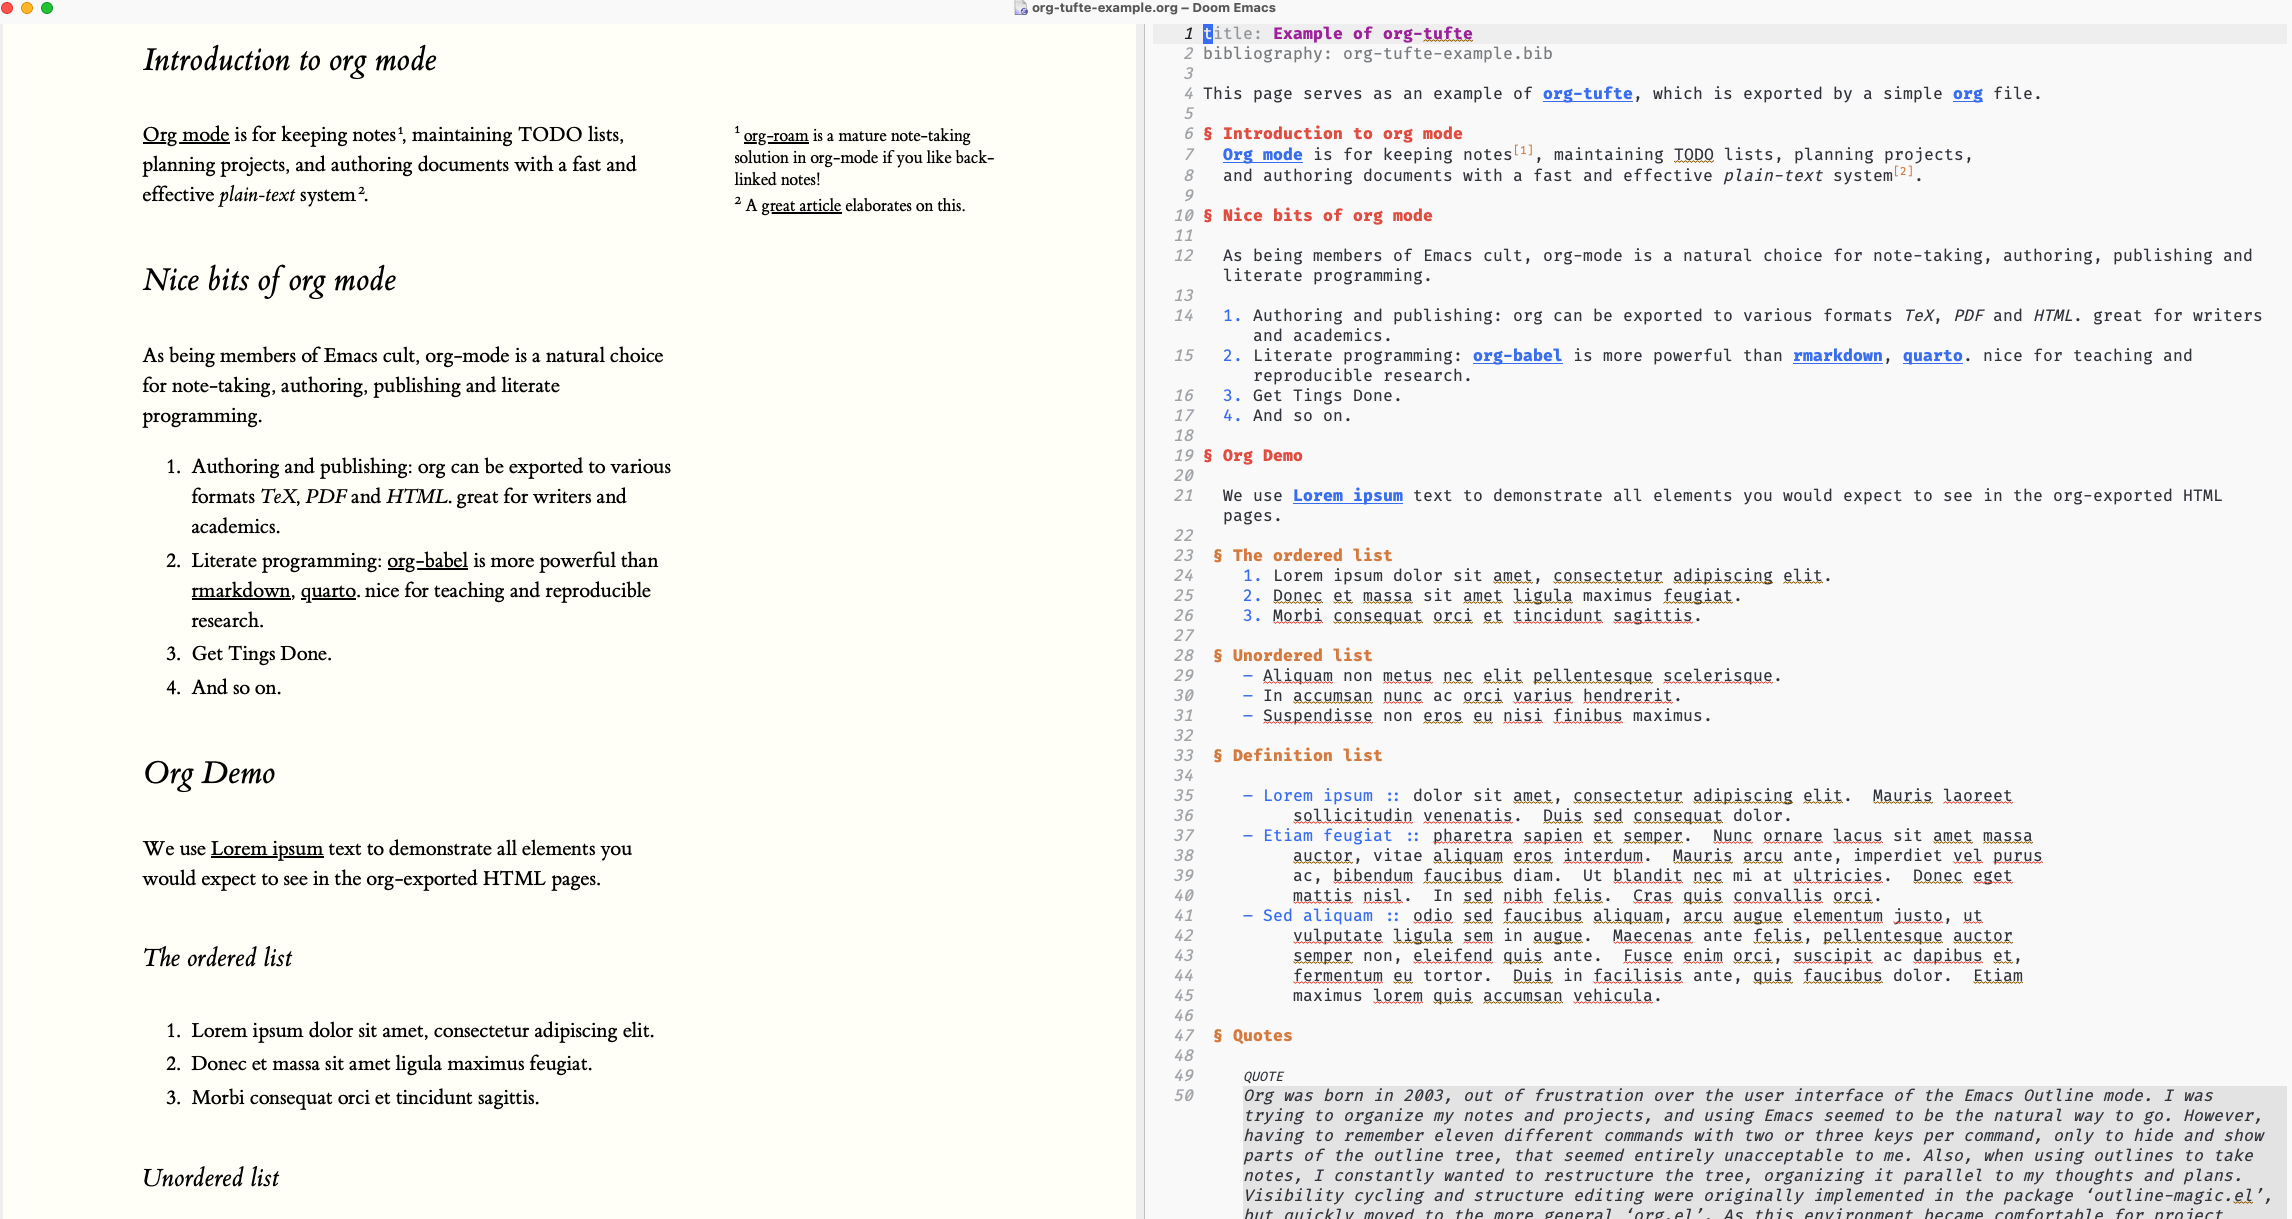 org-tufte-example.org – Doom Emacs
Introduction to org mode
Org mode is for keeping notes¹, maintaining TODO lists,
planning projects, and authoring documents with a fast and
effective plain-text system².
¹ org-roam is a mature note-taking
solution in org-mode if you like back-
linked notes!
² A great article elaborates on this.
Nice bits of org mode
As being members of Emacs cult, org-mode is a natural choice
for note-taking, authoring, publishing and literate
programming.
1. Authoring and publishing: org can be exported to various
formats TeX, PDF and HTML. great for writers and
academics.
2. Literate programming: org-babel is more powerful than
rmarkdown, quarto. nice for teaching and reproducible
research.
3. Get Tings Done.
4. And so on.
Org Demo
We use Lorem ipsum text to demonstrate all elements you
would expect to see in the org-exported HTML pages.
The ordered list
1. Lorem ipsum dolor sit amet, consectetur adipiscing elit.
2. Donec et massa sit amet ligula maximus feugiat.
3. Morbi consequat orci et tincidunt sagittis.
Unordered list
1 title: Example of org-tufte
2 bibliography: org-tufte-example.bib
3
4 This page serves as an example of org-tufte, which is exported by a simple org file.
5
6 § Introduction to org mode
7 Org mode is for keeping notes[1], maintaining TODO lists, planning projects,
8 and authoring documents with a fast and effective plain-text system[2].
9
10 § Nice bits of org mode
11
12 As being members of Emacs cult, org-mode is a natural choice for note-taking, authoring, publishing and
literate programming.
13
14 1. Authoring and publishing: org can be exported to various formats TeX, PDF and HTML. great for writers
and academics.
15 2. Literate programming: org-babel is more powerful than rmarkdown, quarto. nice for teaching and
reproducible research.
16 3. Get Tings Done.
17 4. And so on.
18
19 § Org Demo
20
21 We use Lorem ipsum text to demonstrate all elements you would expect to see in the org-exported HTML
pages.
22
23 § The ordered list
24 1. Lorem ipsum dolor sit amet, consectetur adipiscing elit.
25 2. Donec et massa sit amet ligula maximus feugiat.
26 3. Morbi consequat orci et tincidunt sagittis.
27
28 § Unordered list
29 – Aliquam non metus nec elit pellentesque scelerisque.
30 – In accumsan nunc ac orci varius hendrerit.
31 – Suspendisse non eros eu nisi finibus maximus.
32
33 § Definition list
34
35 – Lorem ipsum :: dolor sit amet, consectetur adipiscing elit. Mauris laoreet
36 sollicitudin venenatis. Duis sed consequat dolor.
37 – Etiam feugiat :: pharetra sapien et semper. Nunc ornare lacus sit amet massa
38 auctor, vitae aliquam eros interdum. Mauris arcu ante, imperdiet vel purus
39 ac, bibendum faucibus diam. Ut blandit nec mi at ultricies. Donec eget
40 mattis nisl. In sed nibh felis. Cras quis convallis orci.
41 – Sed aliquam :: odio sed faucibus aliquam, arcu augue elementum justo, ut
42 vulputate ligula sem in augue. Maecenas ante felis, pellentesque auctor
43 semper non, eleifend quis ante. Fusce enim orci, suscipit ac dapibus et,
44 fermentum eu tortor. Duis in facilisis ante, quis faucibus dolor. Etiam
45 maximus lorem quis accumsan vehicula.
46
47 § Quotes
48
49 QUOTE
50 Org was born in 2003, out of frustration over the user interface of the Emacs Outline mode. I was
trying to organize my notes and projects, and using Emacs seemed to be the natural way to go. However,
having to remember eleven different commands with two or three keys per command, only to hide and show
parts of the outline tree, that seemed entirely unacceptable to me. Also, when using outlines to take
notes, I constantly wanted to restructure the tree, organizing it parallel to my thoughts and plans.
Visibility cycling and structure editing were originally implemented in the package ‘outline-magic.el’,
but quickly moved to the more general ‘org.el’. As this environment became comfortable for project